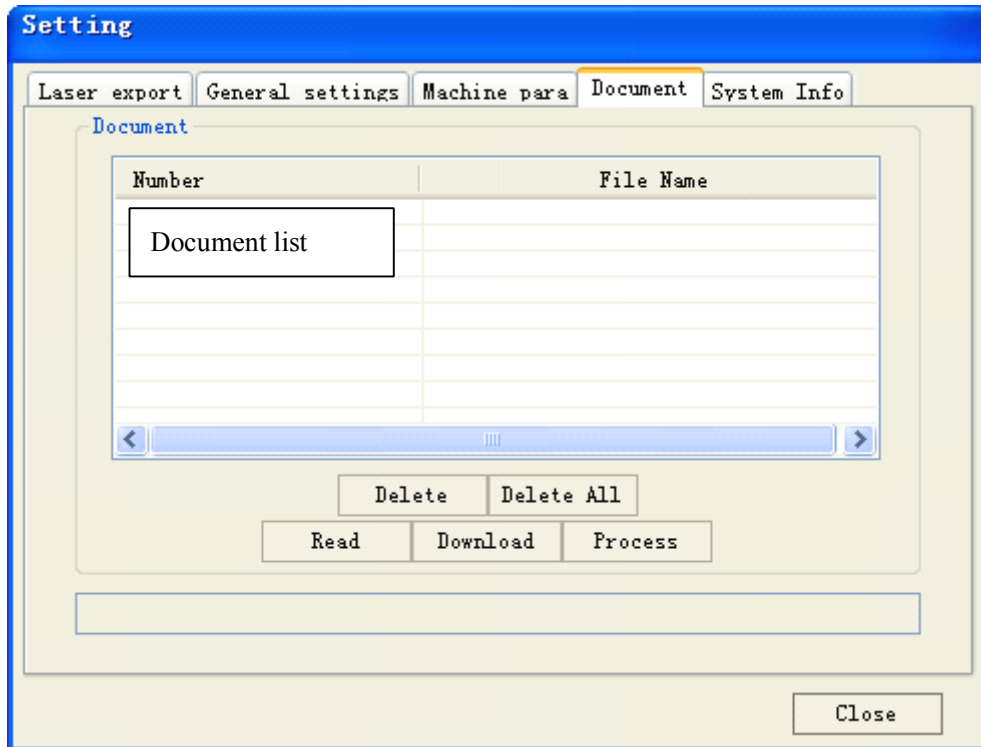 Setting
Laser export General settings Machine para Document System Info
Document
Number File Name
Document list
Delete Delete All
Read Download Process
Close